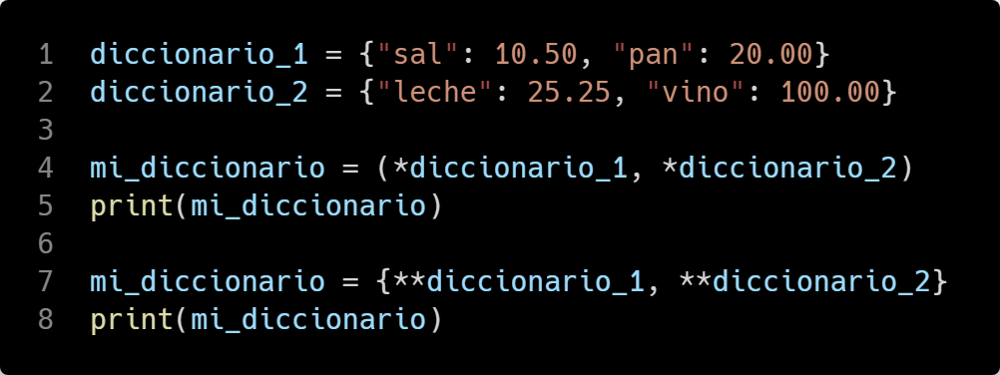 1 diccionario_1 = {"sal": 10.50, "pan": 20.00}
2 diccionario_2 = {"leche": 25.25, "vino": 100.00}
3
4 mi_diccionario = (*diccionario_1, *diccionario_2)
5 print(mi_diccionario)
6
7 mi_diccionario = {**diccionario_1, **diccionario_2}
8 print(mi_diccionario)